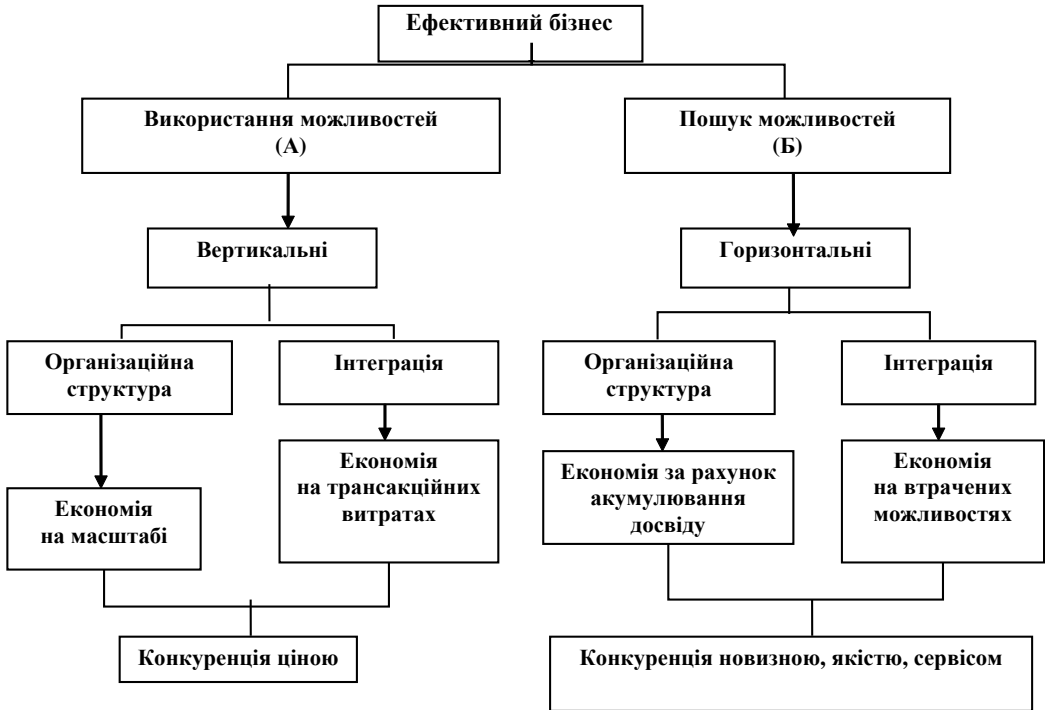 Ефективний бізнес
Використання можливостей
(А)
Пошук можливостей
(Б)
Вертикальні
Горизонтальні
Організаційна
структура
Інтеграція
Організаційна
структура
Інтеграція
Економія
на масштабі
Економія
на трансакційних
витратах
Економія за рахунок
акумулювання
досвіду
Економія
на втрачених
можливостях
Конкуренція ціною
Конкуренція новизною, якістю, сервісом